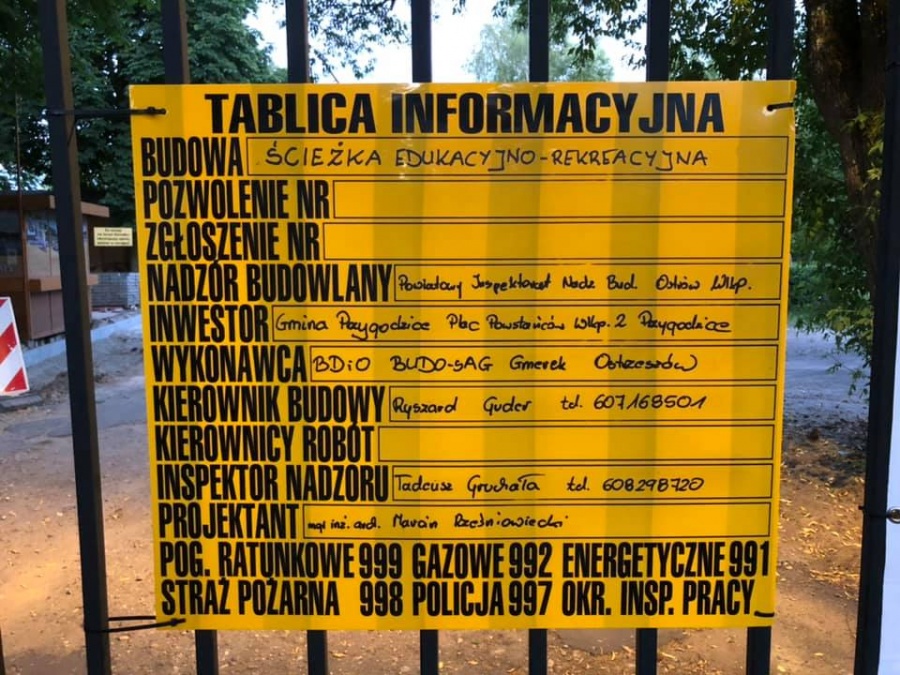 TABLICA INFORMACYJNA
BUDOWA ŚCIEŻKA EDUKACYJNO-REKREACYJNA
POZWOLENIE NR
ZGŁOSZENIE NR
NADZÓR BUDOWLANY Powiatowy Inspektorat Nadz Bud. Ostrów Wlkp.
INWESTOR Gmina Przygodzice Plac Powstańców Wlkp. 2 Przygodzice
WYKONAWCA BDiO BUDO-SAG Gmerek Ostrzeszów
KIEROWNIK BUDOWY Ryszard Guder tel. 607168501
KIEROWNICY ROBÓT
INSPEKTOR NADZORU Tadeusz Gruchała tel. 608298720
PROJEKTANT mgr inż. arch. Marcin
POG. RATUNKOWE 999 GAZOWE 992 ENERGETYCZNE 991
STRAŻ POŻARNA 998 POLICJA 997 OKR. INSP. PRACY